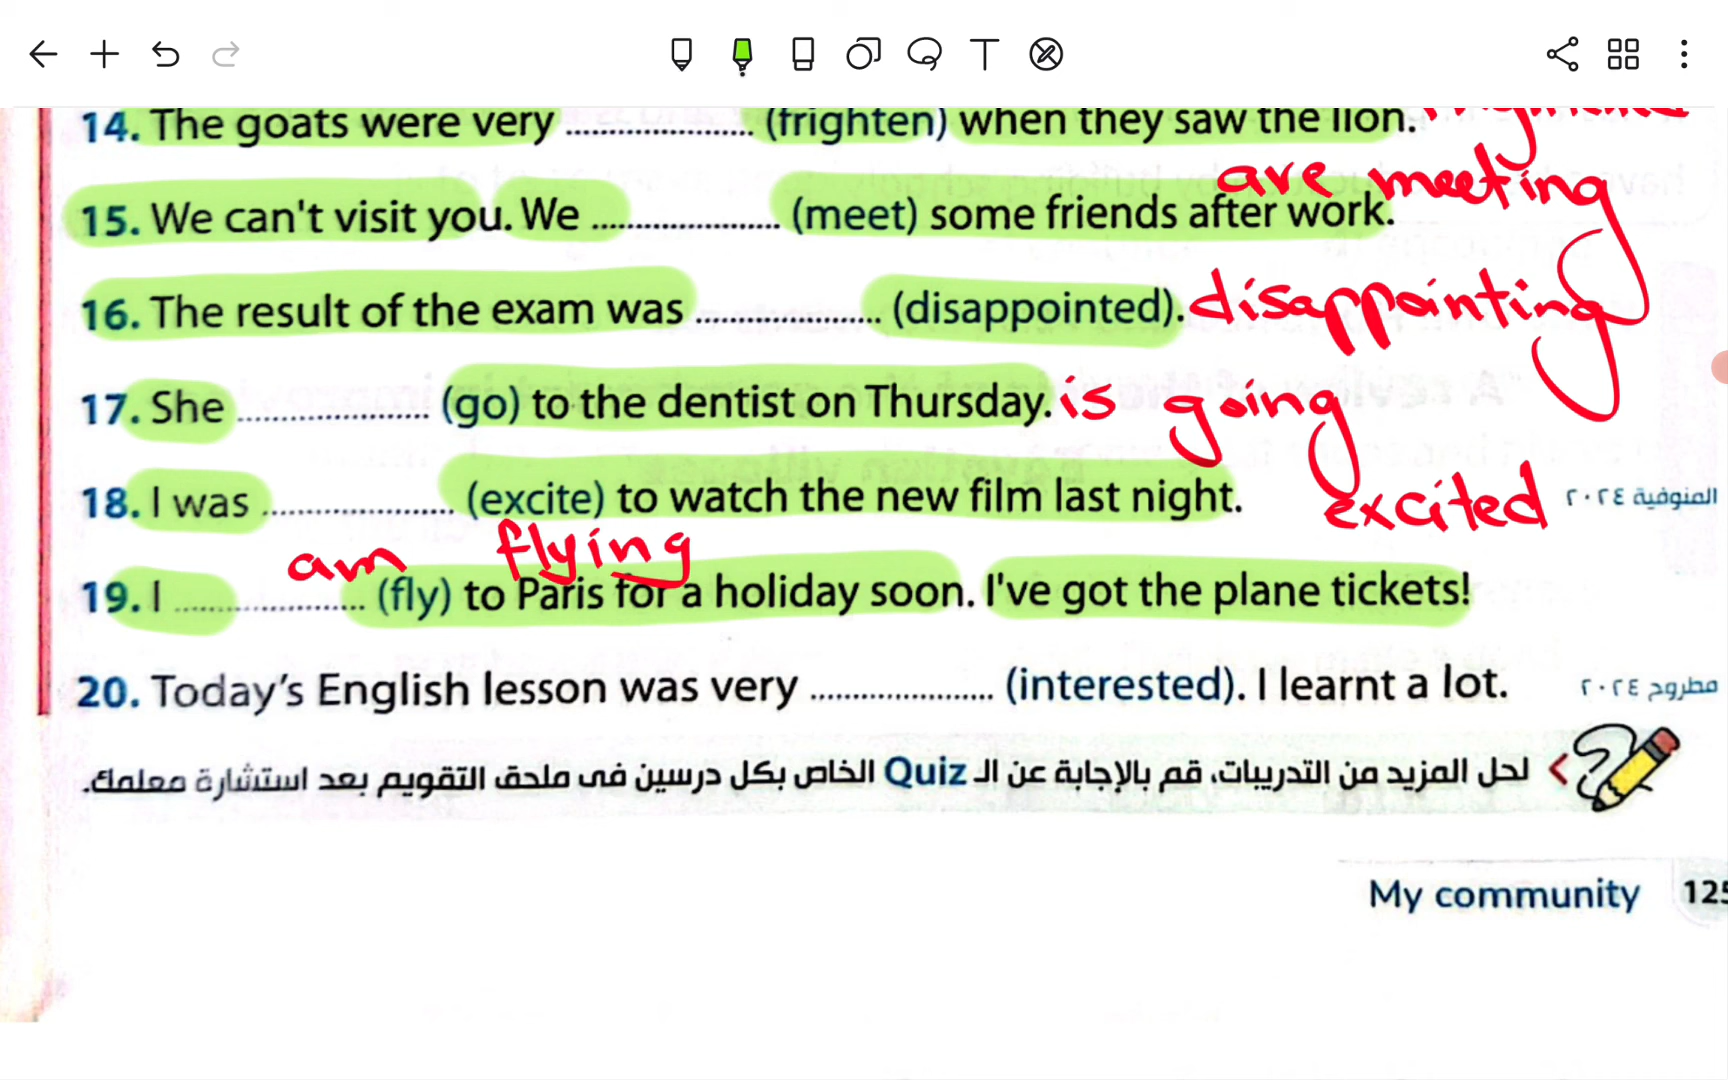 14. The goats were very ..................... (frighten) when they saw the lion.
are meeting
15. We can't visit you. We ..................... (meet) some friends after work.
16. The result of the exam was ..................... (disappointed). disappointing
17. She ..................... (go) to the dentist on Thursday. is going
18. I was ..................... (excite) to watch the new film last night. excited المنوفية ٢٠٢٤
am flying
19. I ..................... (fly) to Paris for a holiday soon. I've got the plane tickets!
20. Today's English lesson was very ..................... (interested). I learnt a lot. مطروح ٢٠٢٤
لحل المزيد من التدريبات، قم بالإجابة عن الـ Quiz الخاص بكل درسين فى ملحق التقويم بعد استشارة معلمك.
My community 125